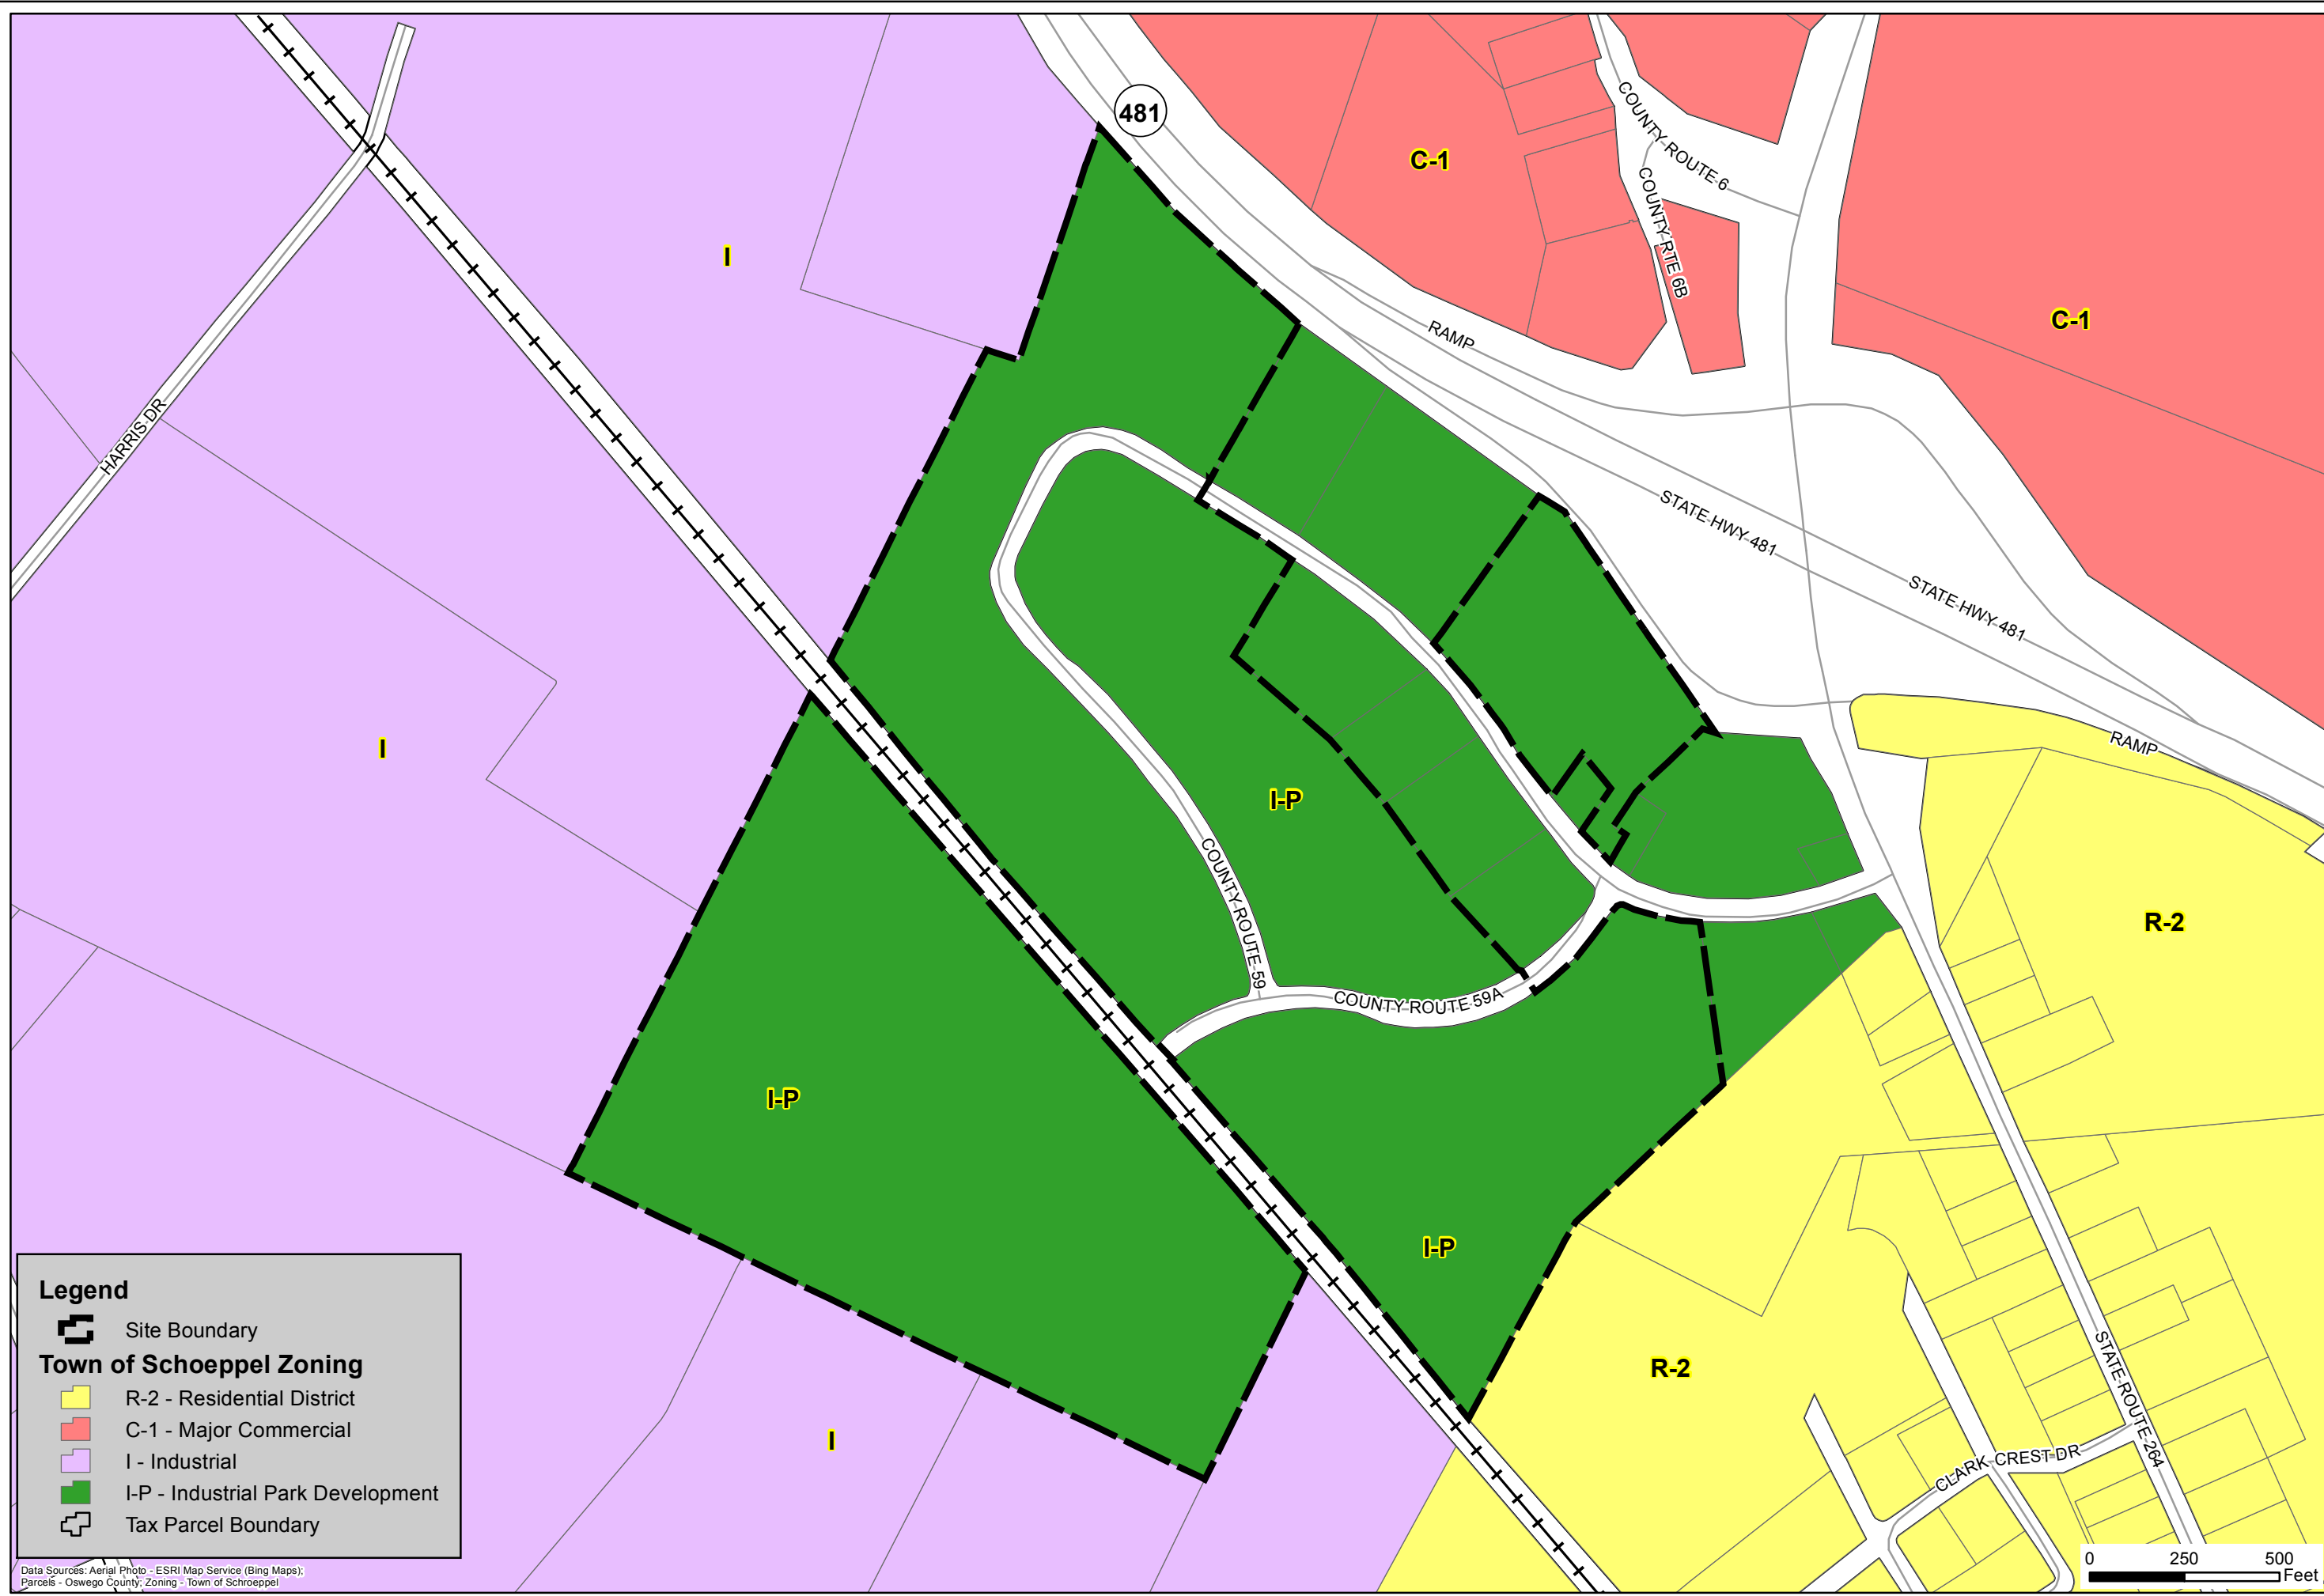 481
COUNTY ROUTE 6
C-1
COUNTY RTE 6B
I
C-1
RAMP
HARRIS DR
STATE HWY 481
STATE HWY 481
RAMP
I
I-P
COUNTY ROUTE 59
R-2
COUNTY ROUTE 59A
I-P
I-P
R-2
STATE ROUTE 264
I
CLARK CREST DR
Legend
Site Boundary
Town of Schoeppel Zoning
R-2 - Residential District
C-1 - Major Commercial
I - Industrial
I-P - Industrial Park Development
Tax Parcel Boundary
Data Sources: Aerial Photo - ESRI Map Service (Bing Maps);
Parcels - Oswego County; Zoning - Town of Schroeppel
0 250 500
Feet